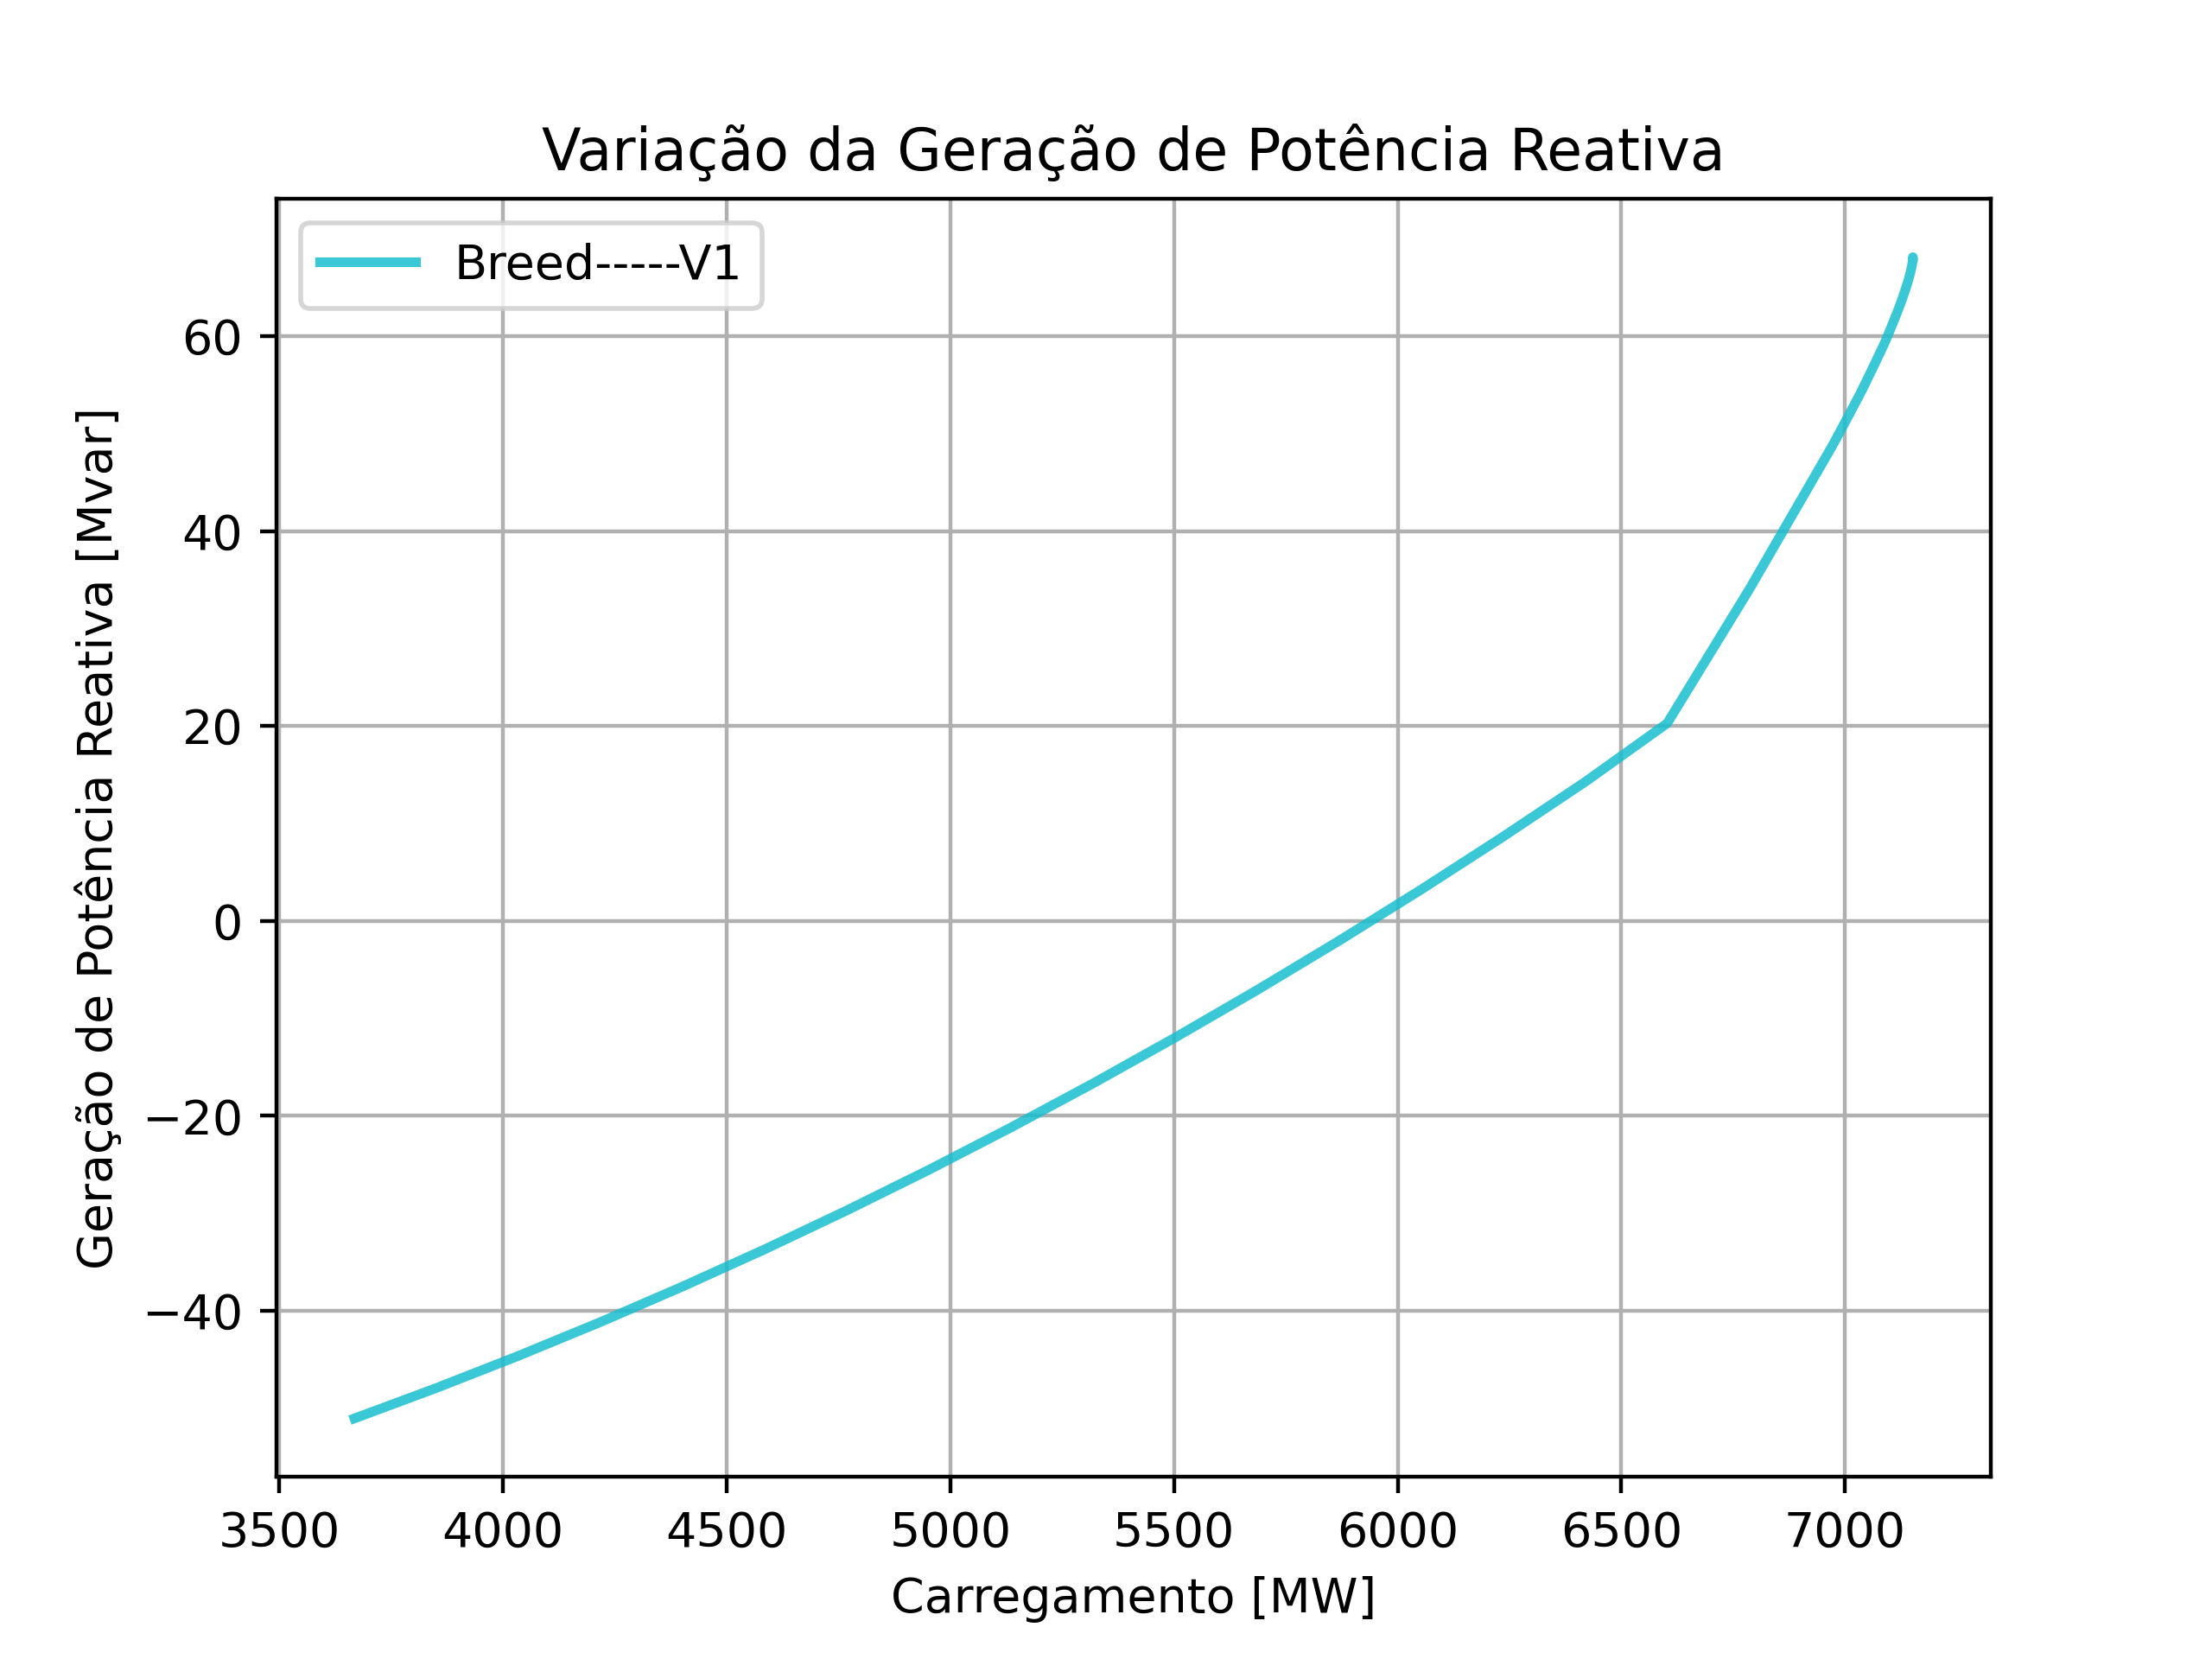 Variação da Geração de Potência Reativa
Breed-----V1
Geração de Potência Reativa [Mvar]
60
40
20
0
−20
−40
3500 4000 4500 5000 5500 6000 6500 7000
Carregamento [MW]